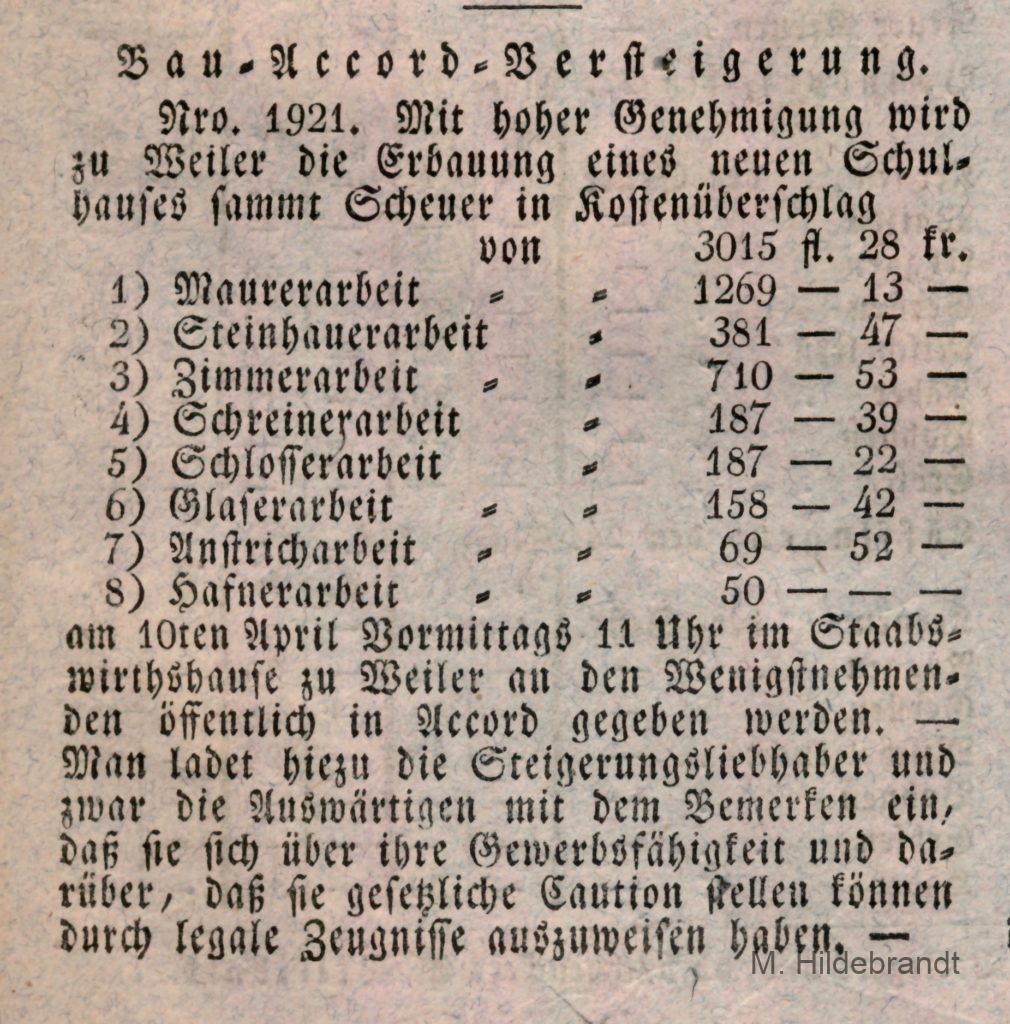 Bau-Accord-Versteigerung.
Nro. 1921. Mit hoher Genehmigung wird
zu Weiler die Erbauung eines neuen Schul-
hauses sammt Scheuer in Kostenüberschlag
von 3015 fl. 28 kr.
1) Maurerarbeit " " 1269 — 13 —
2) Steinhauerarbeit " 381 — 47 —
3) Zimmerarbeit " " 710 — 53 —
4) Schreinerarbeit " 187 — 39 —
5) Schlosserarbeit " 187 — 22 —
6) Glaserarbeit " " 158 — 42 —
7) Anstricharbeit " " 69 — 52 —
8) Hafnerarbeit " " 50 — — —
am 10ten April Vormittags 11 Uhr im Staabs-
wirthshause zu Weiler an den Wenigstnehmen-
den öffentlich in Accord gegeben werden. —
Man ladet hiezu die Steigerungsliebhaber und
zwar die Auswärtigen mit dem Bemerken ein,
daß sie sich über ihre Gewerbsfähigkeit und da-
rüber, daß sie gesetzliche Caution stellen können
durch legale Zeugnisse auszuweisen haben. —
M. Hildebrandt